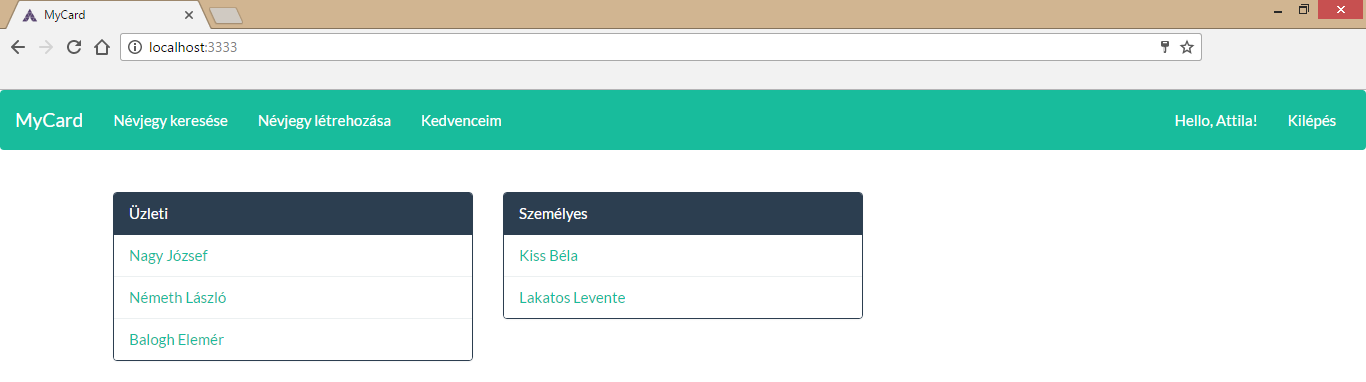 MyCard
localhost:3333
MyCard Névjegy keresése Névjegy létrehozása Kedvenceim Hello, Attila! Kilépés
Üzleti
Nagy József
Németh László
Balogh Elemér
Személyes
Kiss Béla
Lakatos Levente